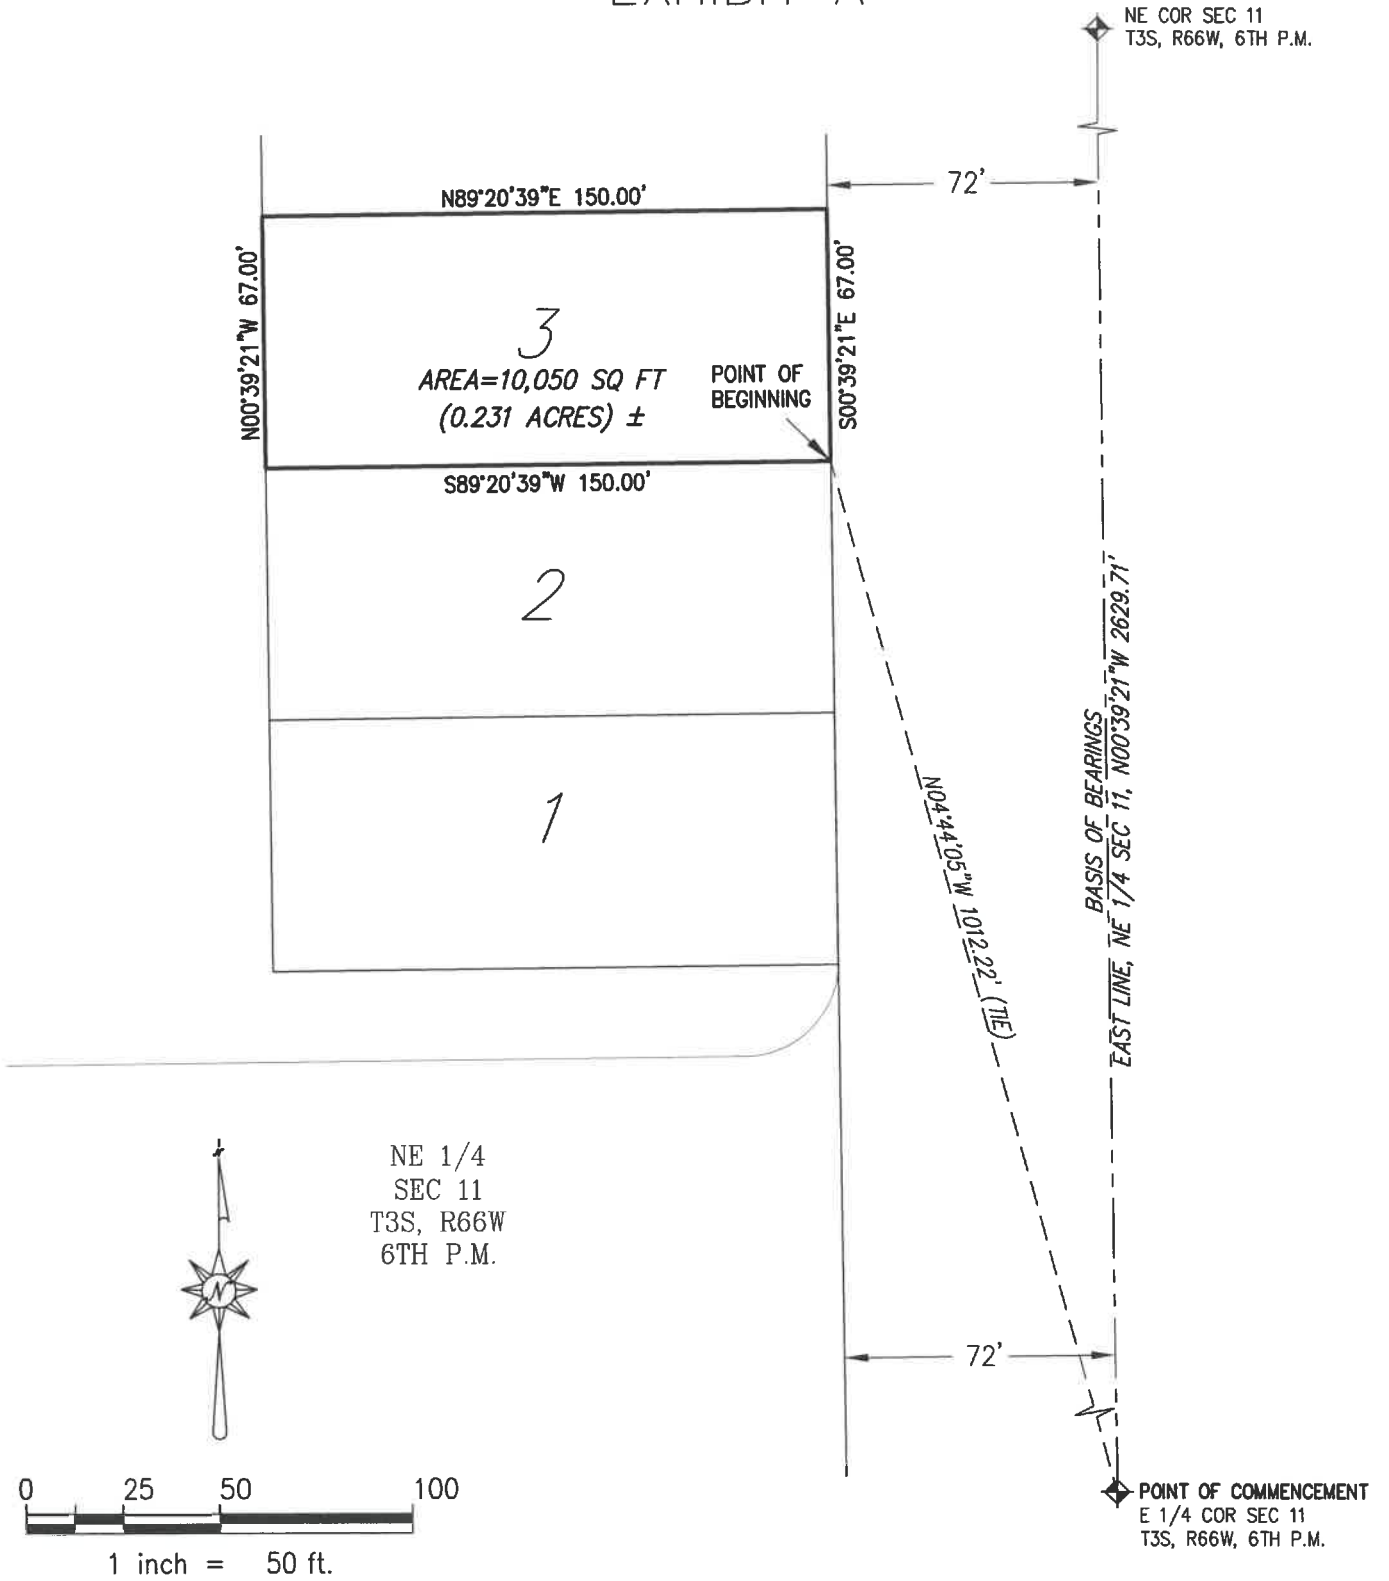 EXHIBIT A
NE COR SEC 11
T3S, R66W, 6TH P.M.
72'
N89°20'39"E 150.00'
N00°39'21"W 67.00'
S00°39'21"E 67.00'
3
AREA=10,050 SQ FT
(0.231 ACRES) ±
POINT OF
BEGINNING
S89°20'39"W 150.00'
2
1
N04°44'05"W 1012.22' (TIE)
BASIS OF BEARINGS
EAST LINE, NE 1/4 SEC 11, N00°39'21"W 2629.71'
NE 1/4
SEC 11
T3S, R66W
6TH P.M.
N
72'
0 25 50 100
1 inch = 50 ft.
POINT OF COMMENCEMENT
E 1/4 COR SEC 11
T3S, R66W, 6TH P.M.